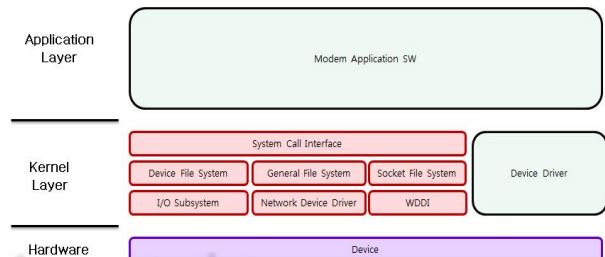 Application
Layer
Modem Application SW
Kernel
Layer
System Call Interface
Device File System
General File System
Socket File System
Device Driver
I/O Subsystem
Network Device Driver
WDDI
Hardware
Device